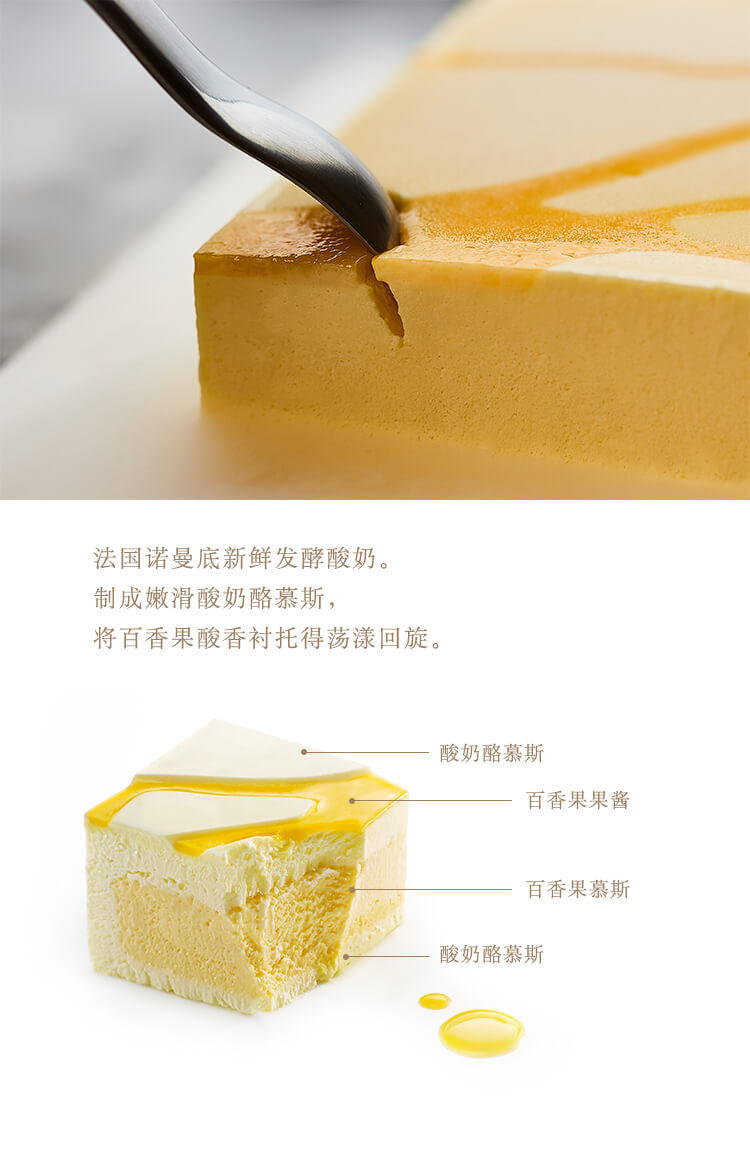 法国诺曼底新鲜发酵酸奶。
制成嫩滑酸奶酪慕斯，
将百香果酸香衬托得荡漾回旋。
酸奶酪慕斯
百香果果酱
百香果慕斯
酸奶酪慕斯